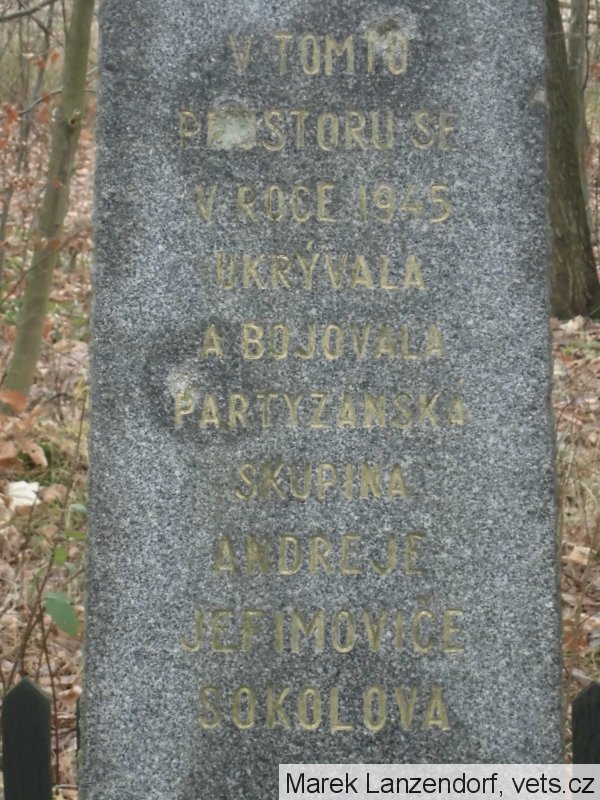 V TOMTO
PROSTORU SE
V ROCE 1945
UKRÝVALA
A BOJOVALA
PARTYZÁNSKÁ
SKUPINA
ANDREJE
JEFIMOVIČE
SOKOLOVA
Marek Lanzendorf, vets.cz